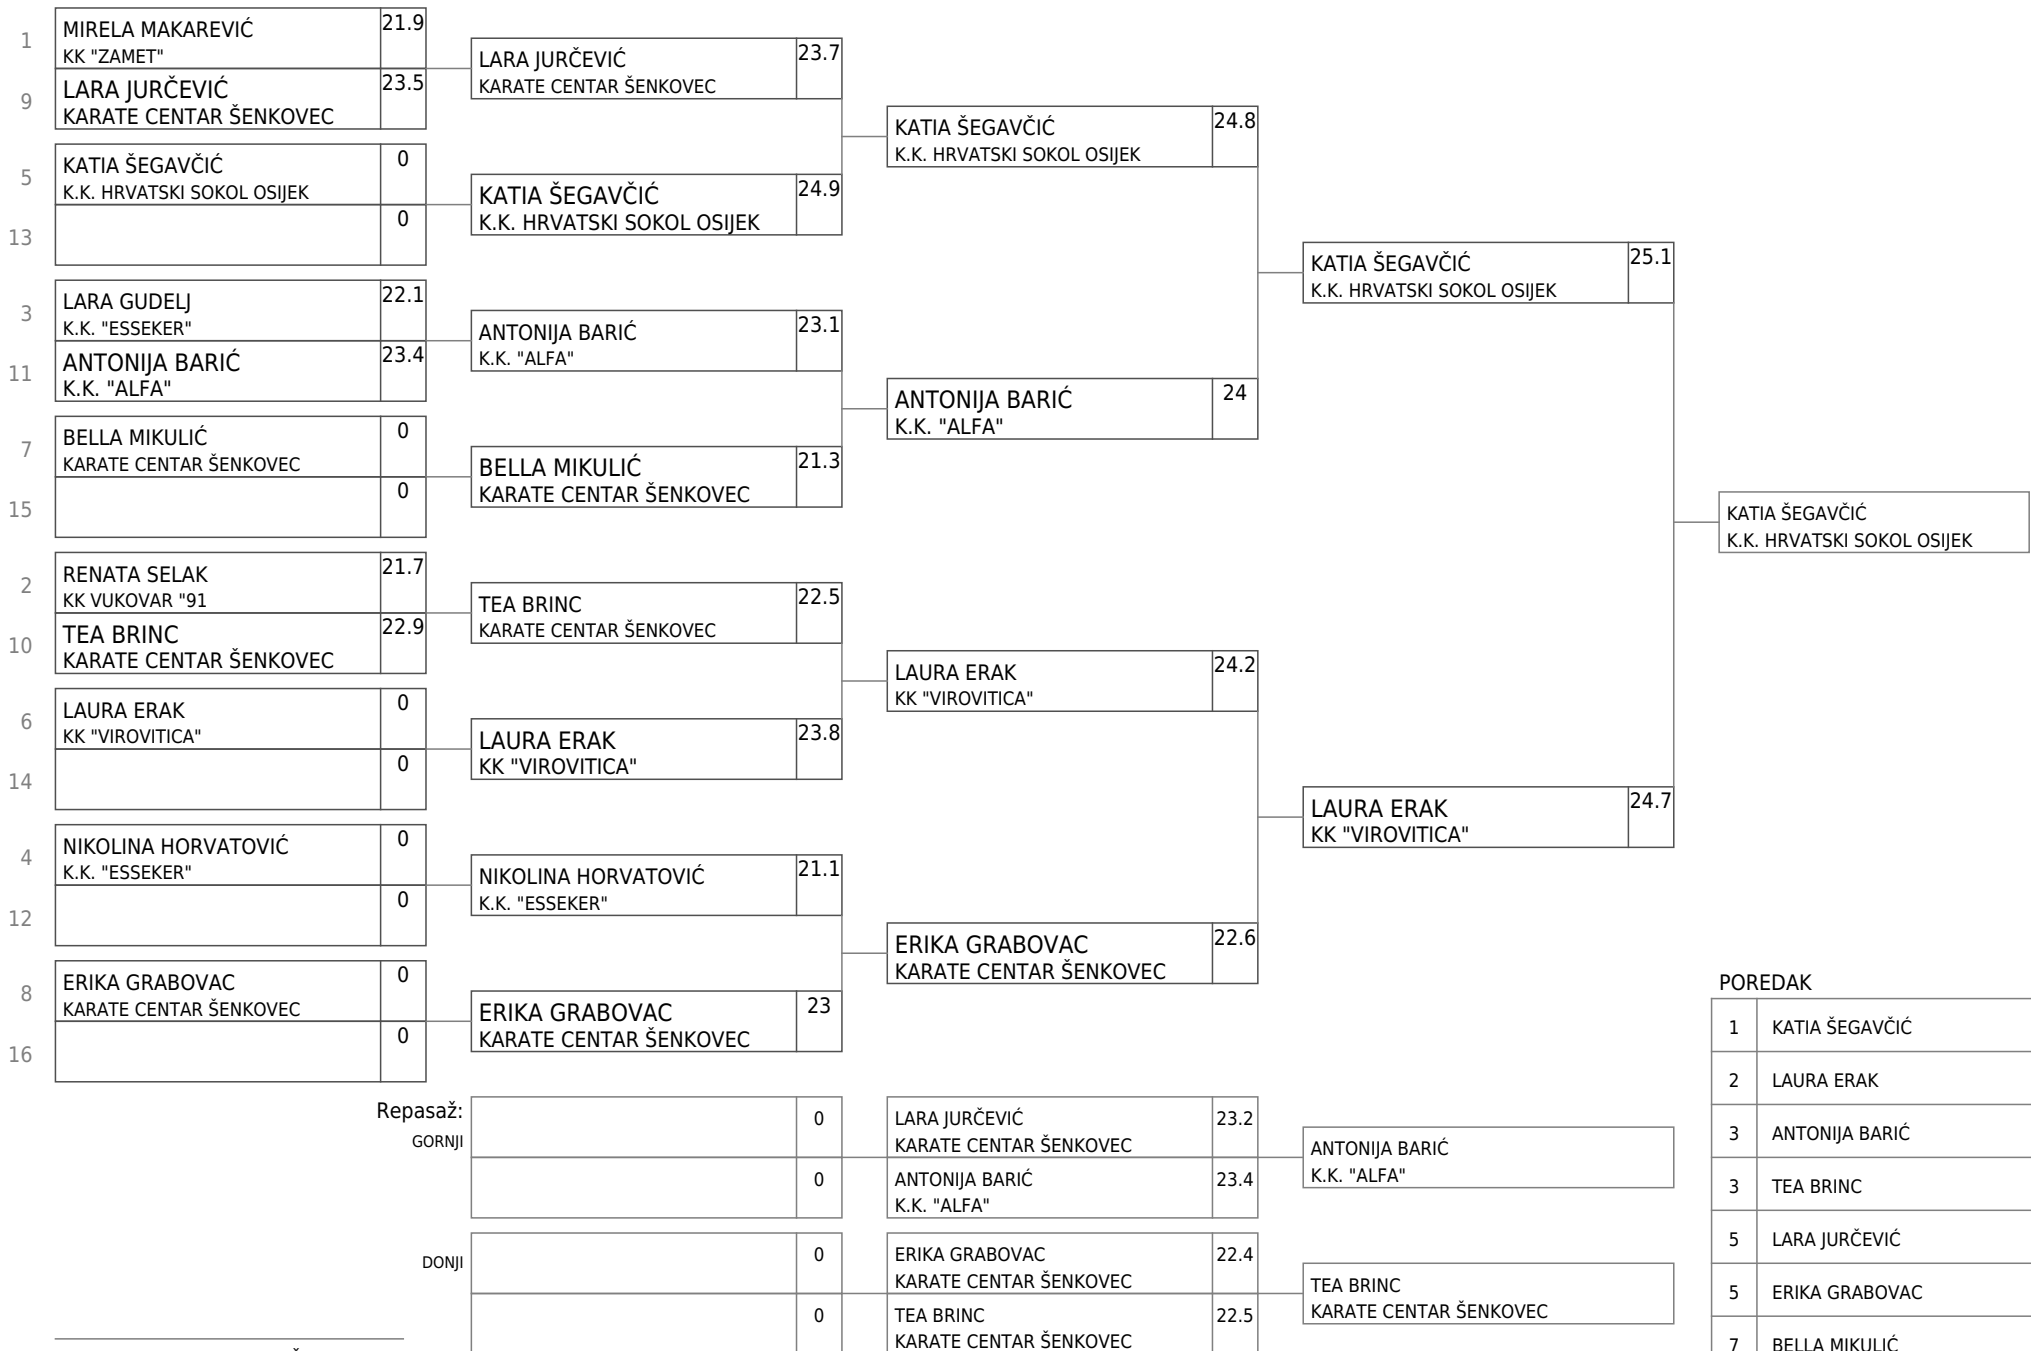 1
MIRELA MAKAREVIĆ
KK "ZAMET"
21.9
9
LARA JURČEVIĆ
KARATE CENTAR ŠENKOVEC
23.5
5
KATIA ŠEGAVČIĆ
K.K. HRVATSKI SOKOL OSIJEK
0
13
0
3
LARA GUDELJ
K.K. "ESSEKER"
22.1
11
ANTONIJA BARIĆ
K.K. "ALFA"
23.4
7
BELLA MIKULIĆ
KARATE CENTAR ŠENKOVEC
0
15
0
2
RENATA SELAK
KK VUKOVAR "91
21.7
10
TEA BRINC
KARATE CENTAR ŠENKOVEC
22.9
6
LAURA ERAK
KK "VIROVITICA"
0
14
0
4
NIKOLINA HORVATOVIĆ
K.K. "ESSEKER"
0
12
0
8
ERIKA GRABOVAC
KARATE CENTAR ŠENKOVEC
0
16
0
LARA JURČEVIĆ
KARATE CENTAR ŠENKOVEC
23.7
KATIA ŠEGAVČIĆ
K.K. HRVATSKI SOKOL OSIJEK
24.9
ANTONIJA BARIĆ
K.K. "ALFA"
23.1
BELLA MIKULIĆ
KARATE CENTAR ŠENKOVEC
21.3
TEA BRINC
KARATE CENTAR ŠENKOVEC
22.5
LAURA ERAK
KK "VIROVITICA"
23.8
NIKOLINA HORVATOVIĆ
K.K. "ESSEKER"
21.1
ERIKA GRABOVAC
KARATE CENTAR ŠENKOVEC
23
KATIA ŠEGAVČIĆ
K.K. HRVATSKI SOKOL OSIJEK
24.8
ANTONIJA BARIĆ
K.K. "ALFA"
24
LAURA ERAK
KK "VIROVITICA"
24.2
ERIKA GRABOVAC
KARATE CENTAR ŠENKOVEC
22.6
KATIA ŠEGAVČIĆ
K.K. HRVATSKI SOKOL OSIJEK
25.1
LAURA ERAK
KK "VIROVITICA"
24.7
KATIA ŠEGAVČIĆ
K.K. HRVATSKI SOKOL OSIJEK
Repasaž:
GORNJI
0
0
LARA JURČEVIĆ
KARATE CENTAR ŠENKOVEC
23.2
ANTONIJA BARIĆ
K.K. "ALFA"
23.4
ANTONIJA BARIĆ
K.K. "ALFA"
DONJI
0
0
ERIKA GRABOVAC
KARATE CENTAR ŠENKOVEC
22.4
TEA BRINC
KARATE CENTAR ŠENKOVEC
22.5
TEA BRINC
KARATE CENTAR ŠENKOVEC
POREDAK
1 KATIA ŠEGAVČIĆ
2 LAURA ERAK
3 ANTONIJA BARIĆ
3 TEA BRINC
5 LARA JURČEVIĆ
5 ERIKA GRABOVAC
7 BELLA MIKULIĆ